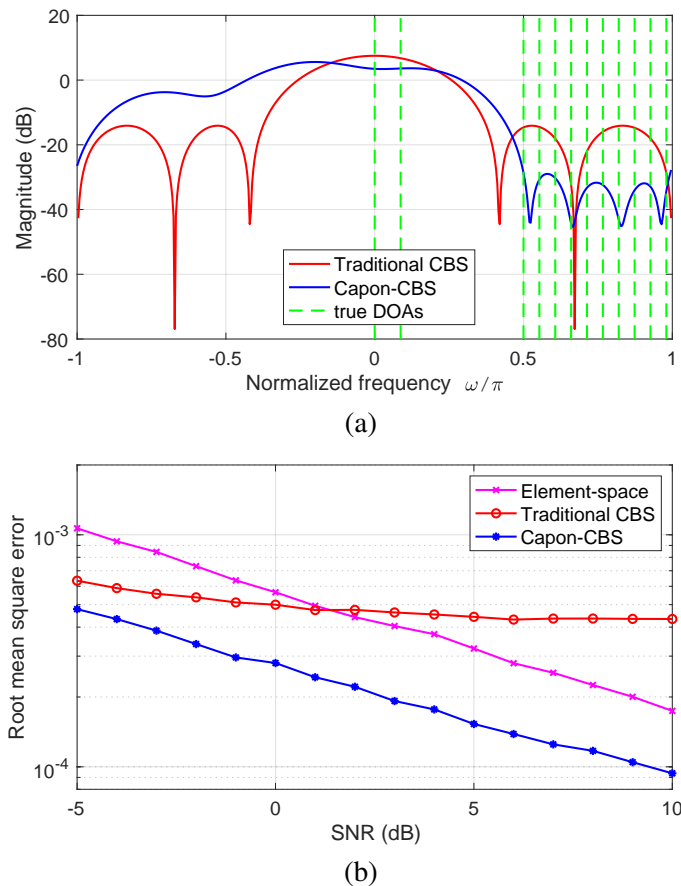 20
0
-20
-40
-60
-80
Magnitude (dB)
Traditional CBS
Capon-CBS
true DOAs
-1
-0.5
0
0.5
1
Normalized frequency ω/π
(a)
10^-3
10^-4
Root mean square error
Element-space
Traditional CBS
Capon-CBS
-5
0
5
10
SNR (dB)
(b)